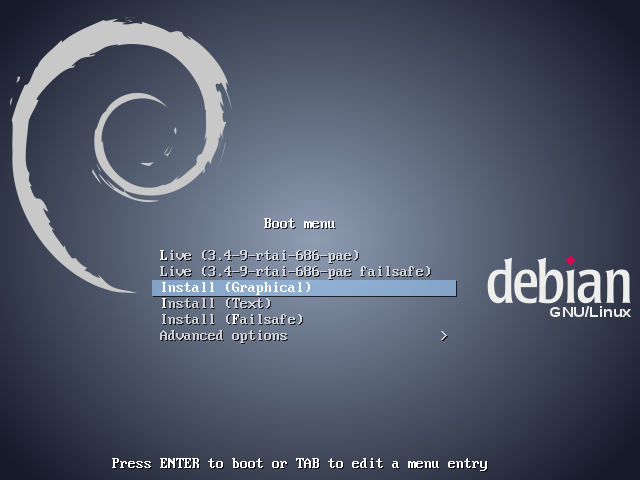 Boot menu
Live (3.4-9-rtai-686-pae)
Live (3.4-9-rtai-686-pae failsafe)
Install (Graphical)
Install (Text)
Install (Failsafe)
Advanced options >
debian
GNU/Linux
Press ENTER to boot or TAB to edit a menu entry